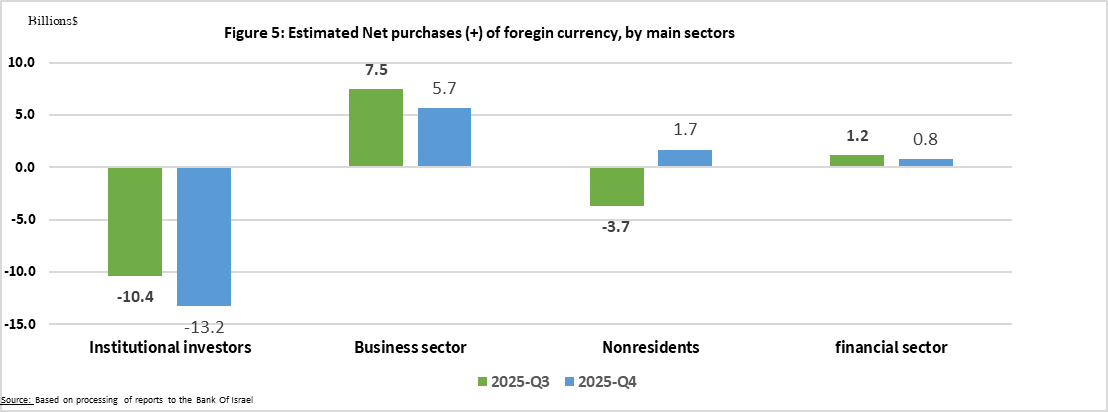 Billions$
Figure 5: Estimated Net purchases (+) of foregin currency, by main sectors
10.0
5.0
0.0
-5.0
-10.0
-15.0
-10.4
-13.2
7.5
5.7
-3.7
1.7
1.2
0.8
Institutional investors
Business sector
Nonresidents
financial sector
2025-Q3
2025-Q4
Source: Based on processing of reports to the Bank Of Israel